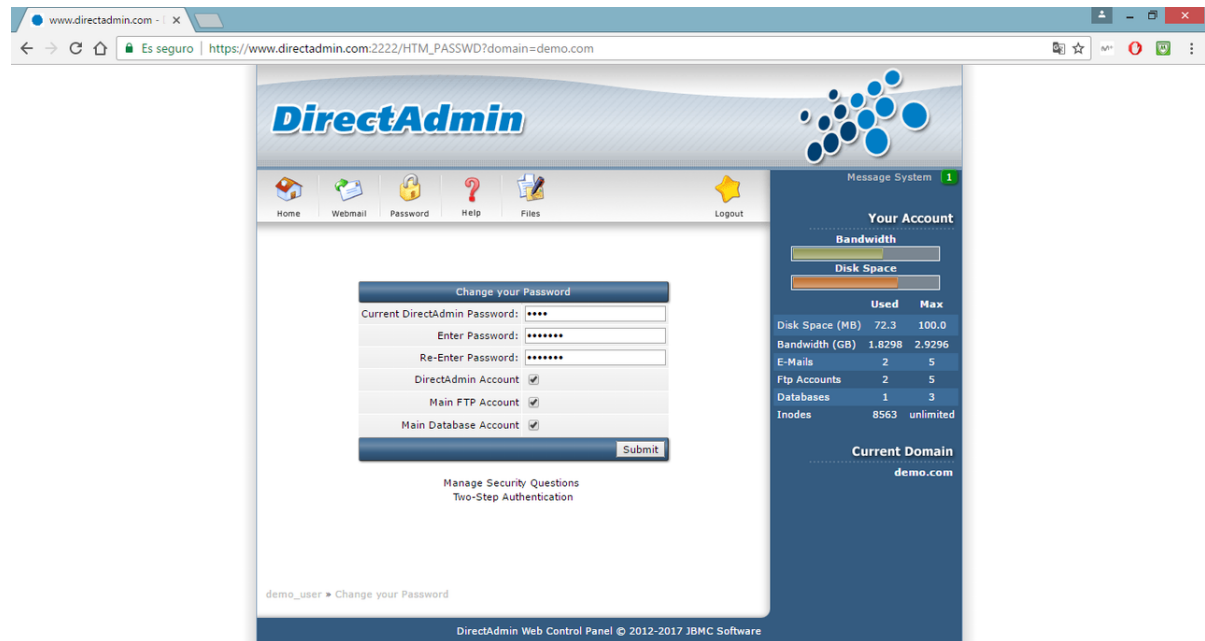 www.directadmin.com -
Es seguro | https://www.directadmin.com:2222/HTM_PASSWD?domain=demo.com
DirectAdmin
Home Webmail Password Help Files Logout
Message System 1
Your Account
Bandwidth
Disk Space
Used Max
Disk Space (MB) 72.3 100.0
Bandwidth (GB) 1.8298 2.9296
E-Mails 2 5
Ftp Accounts 2 5
Databases 1 3
Inodes 8563 unlimited
Current Domain
demo.com
Change your Password
Current DirectAdmin Password: ••••
Enter Password: •••••••
Re-Enter Password: •••••••
DirectAdmin Account
Main FTP Account
Main Database Account
Submit
Manage Security Questions
Two-Step Authentication
demo_user » Change your Password
DirectAdmin Web Control Panel © 2012-2017 JBMC Software